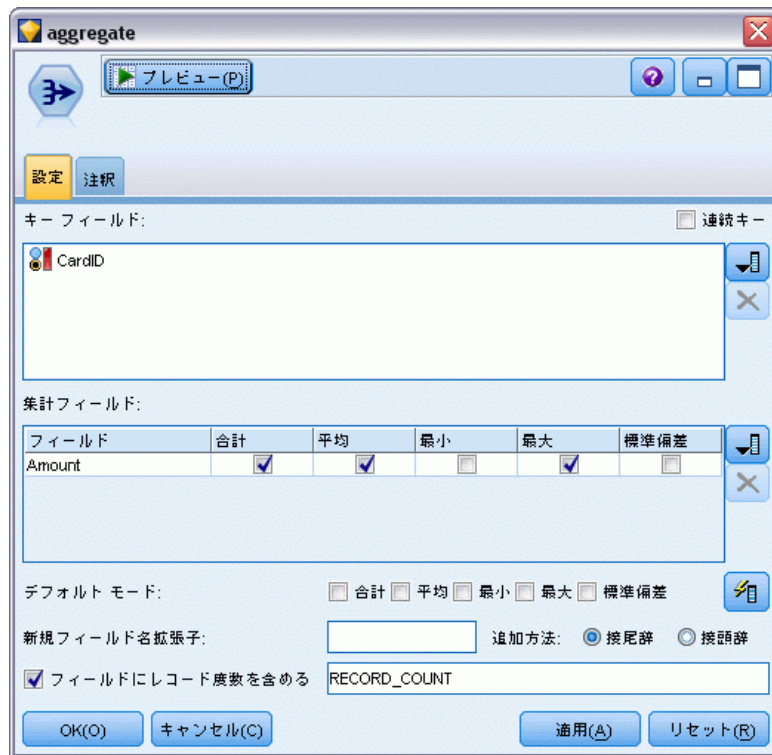 aggregate
プレビュー(P)
設定 注釈
キー フィールド: 連続キー
CardID
集計フィールド:
フィールド 合計 平均 最小 最大 標準偏差
Amount
デフォルト モード: 合計 平均 最小 最大 標準偏差
新規フィールド名拡張子: 追加方法: 接尾辞 接頭辞
フィールドにレコード度数を含める RECORD_COUNT
OK(O) キャンセル(C) 適用(A) リセット(R)